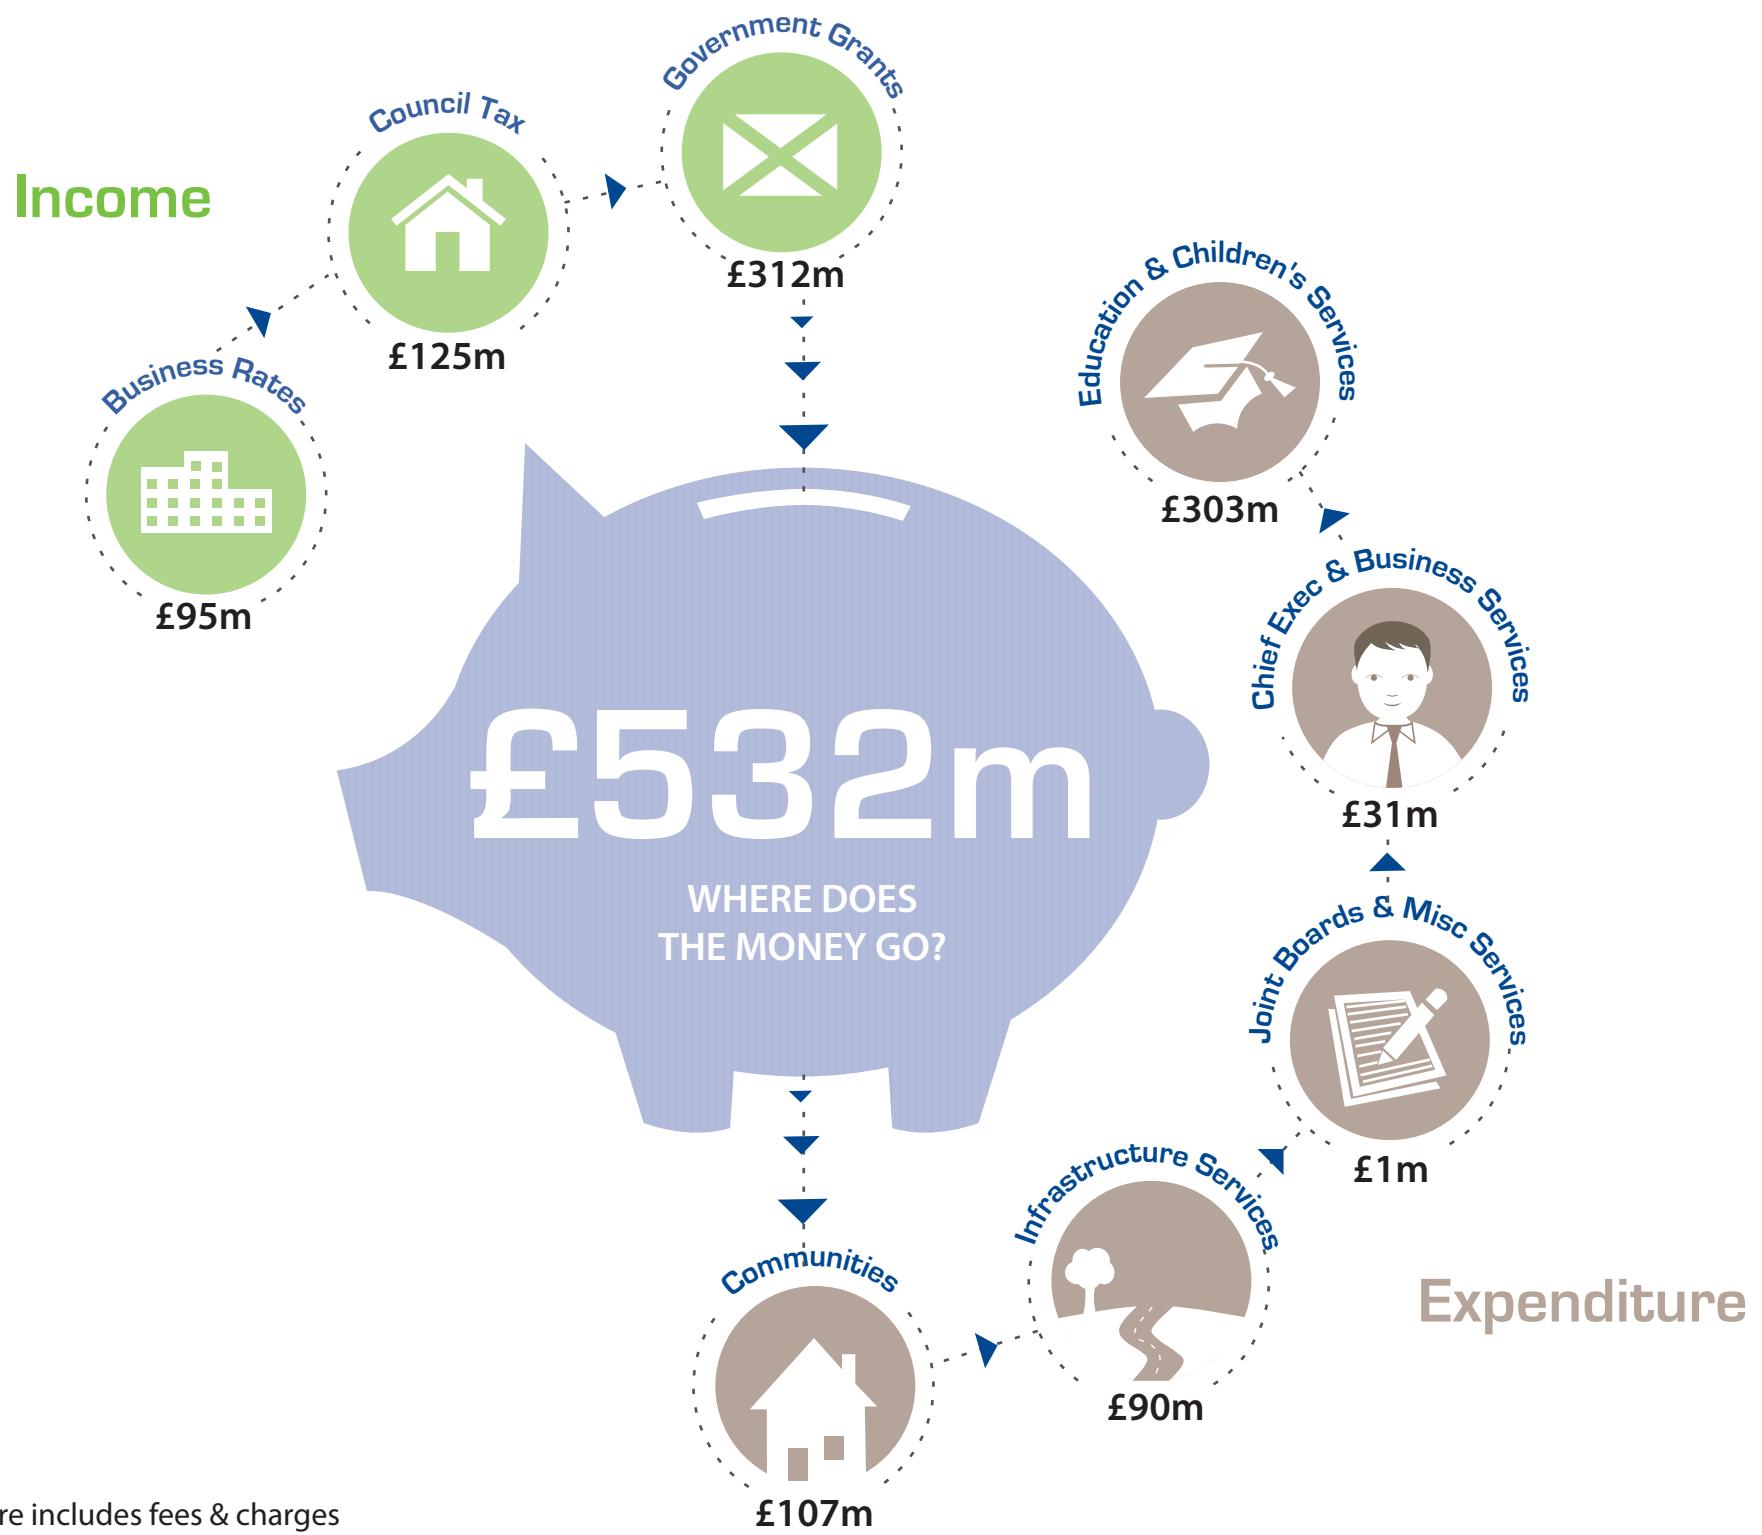 Income
Business Rates
£95m
Council Tax
£125m
Government Grants
£312m
£532m
WHERE DOES
THE MONEY GO?
Communities
£107m
Infrastructure Services
£90m
Joint Boards & Misc Services
£1m
Chief Exec & Business Services
£31m
Education & Children's Services
£303m
Expenditure
re includes fees & charges